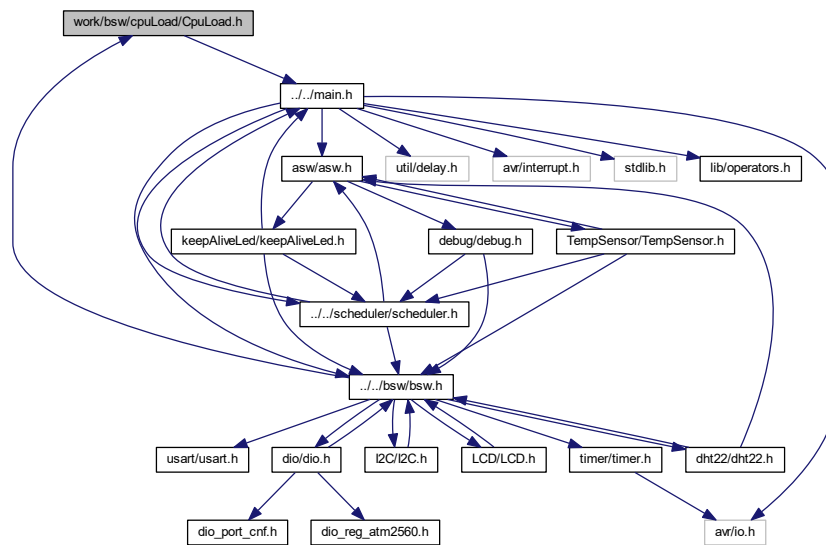 work/bsw/cpuLoad/CpuLoad.h
../../main.h
asw/asw.h
util/delay.h
avr/interrupt.h
stdlib.h
lib/operators.h
keepAliveLed/keepAliveLed.h
debug/debug.h
TempSensor/TempSensor.h
../../scheduler/scheduler.h
../../bsw/bsw.h
usart/usart.h
dio/dio.h
I2C/I2C.h
LCD/LCD.h
timer/timer.h
dht22/dht22.h
dio_port_cnf.h
dio_reg_atm2560.h
avr/io.h